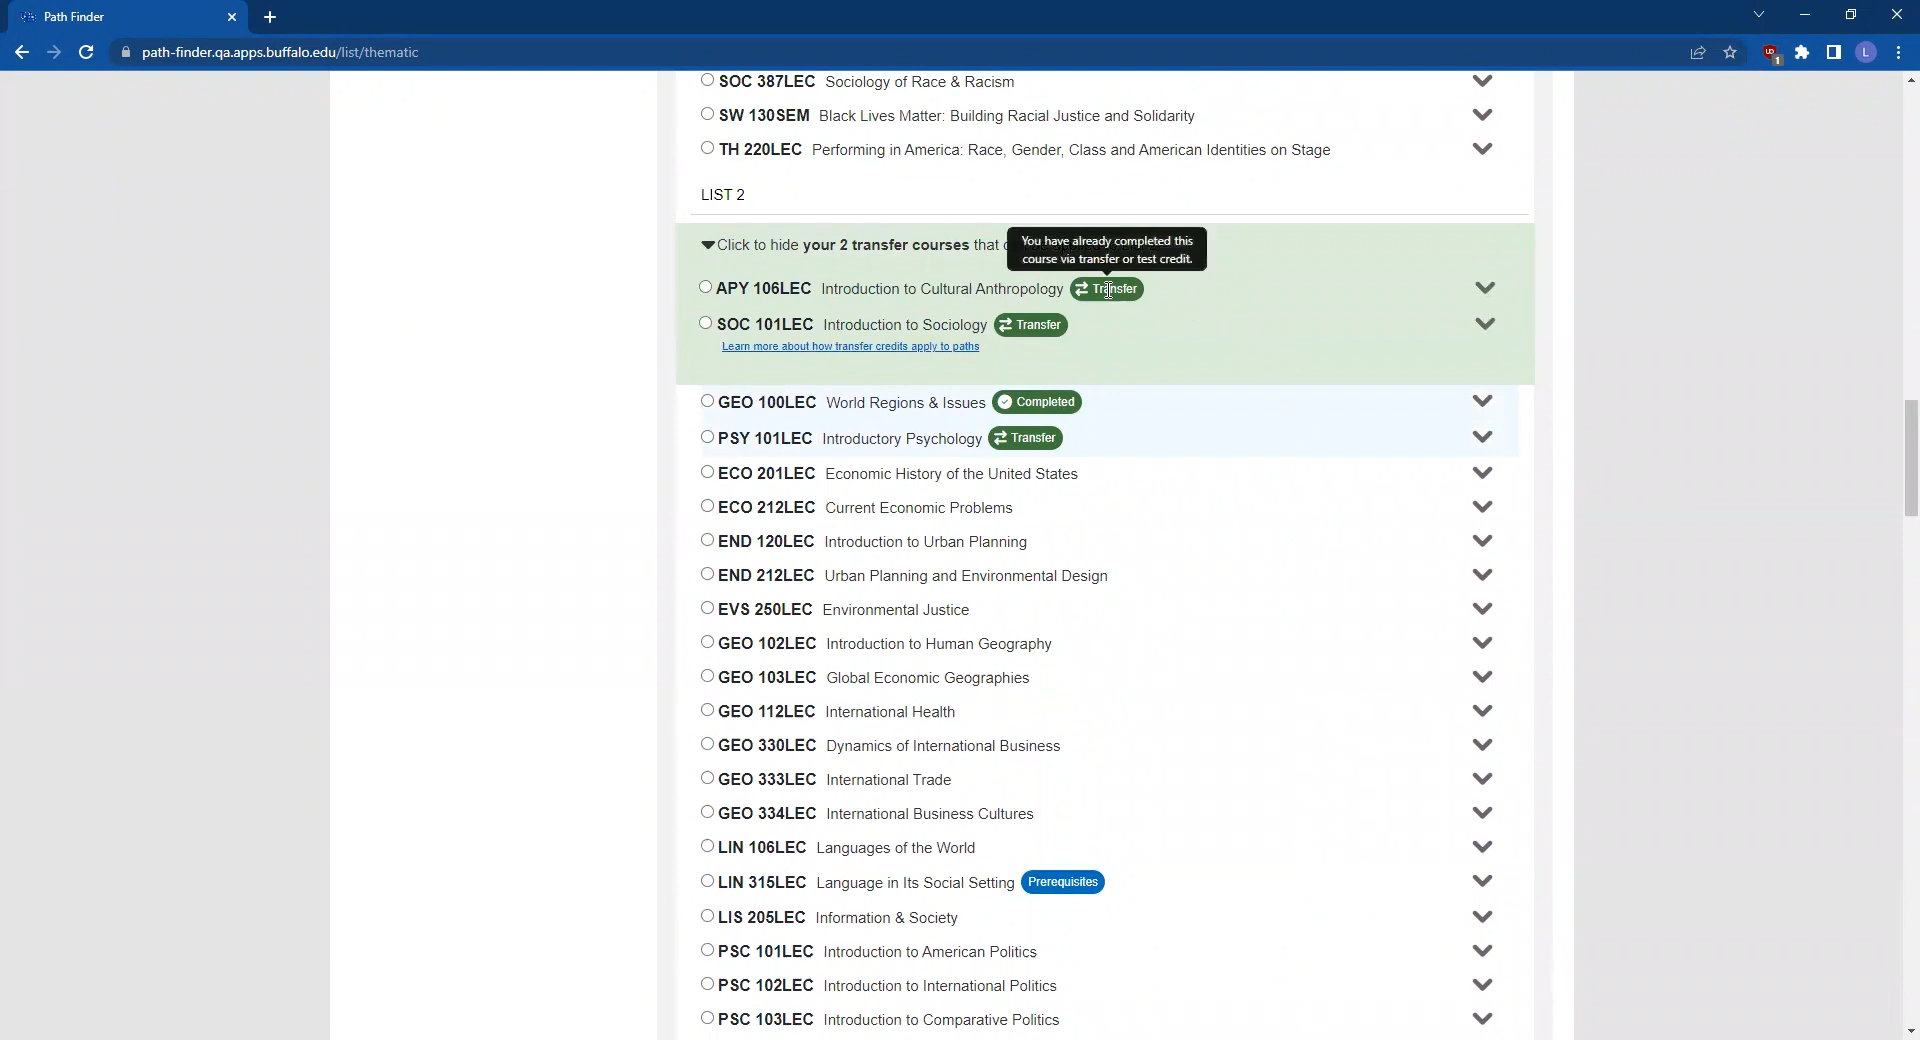 Path Finder
path-finder.qa.apps.buffalo.edu/list/thematic
1
L
SOC 387LEC Sociology of Race & Racism
SW 130SEM Black Lives Matter: Building Racial Justice and Solidarity
TH 220LEC Performing in America: Race, Gender, Class and American Identities on Stage
LIST 2
Click to hide your 2 transfer courses that
You have already completed this
course via transfer or test credit.
APY 106LEC Introduction to Cultural Anthropology Transfer
SOC 101LEC Introduction to Sociology Transfer
Learn more about how transfer credits apply to paths
GEO 100LEC World Regions & Issues Completed
PSY 101LEC Introductory Psychology Transfer
ECO 201LEC Economic History of the United States
ECO 212LEC Current Economic Problems
END 120LEC Introduction to Urban Planning
END 212LEC Urban Planning and Environmental Design
EVS 250LEC Environmental Justice
GEO 102LEC Introduction to Human Geography
GEO 103LEC Global Economic Geographies
GEO 112LEC International Health
GEO 330LEC Dynamics of International Business
GEO 333LEC International Trade
GEO 334LEC International Business Cultures
LIN 106LEC Languages of the World
LIN 315LEC Language in Its Social Setting Prerequisites
LIS 205LEC Information & Society
PSC 101LEC Introduction to American Politics
PSC 102LEC Introduction to International Politics
PSC 103LEC Introduction to Comparative Politics